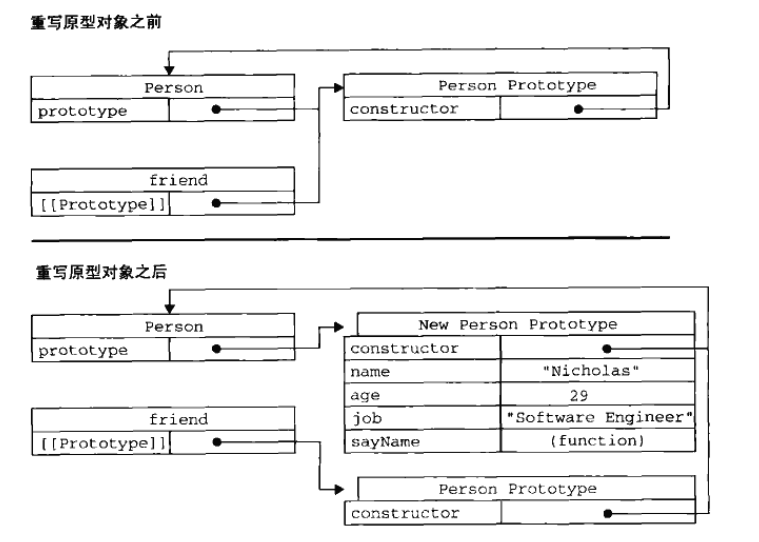 重写原型对象之前
Person
prototype
Person Prototype
constructor
friend
[[Prototype]]
重写原型对象之后
Person
prototype
New Person Prototype
constructor
name "Nicholas"
age 29
job "Software Engineer"
sayName (function)
friend
[[Prototype]]
Person Prototype
constructor